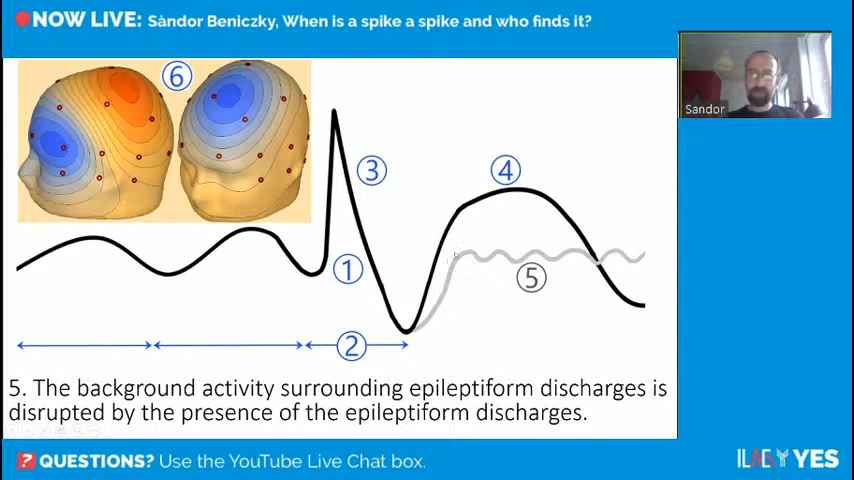 NOW LIVE: Sàndor Beniczky, When is a spike a spike and who finds it?
Sandor
6
3
4
1
5
2
5. The background activity surrounding epileptiform discharges is
disrupted by the presence of the epileptiform discharges.
? QUESTIONS? Use the YouTube Live Chat box.
ILAE YES